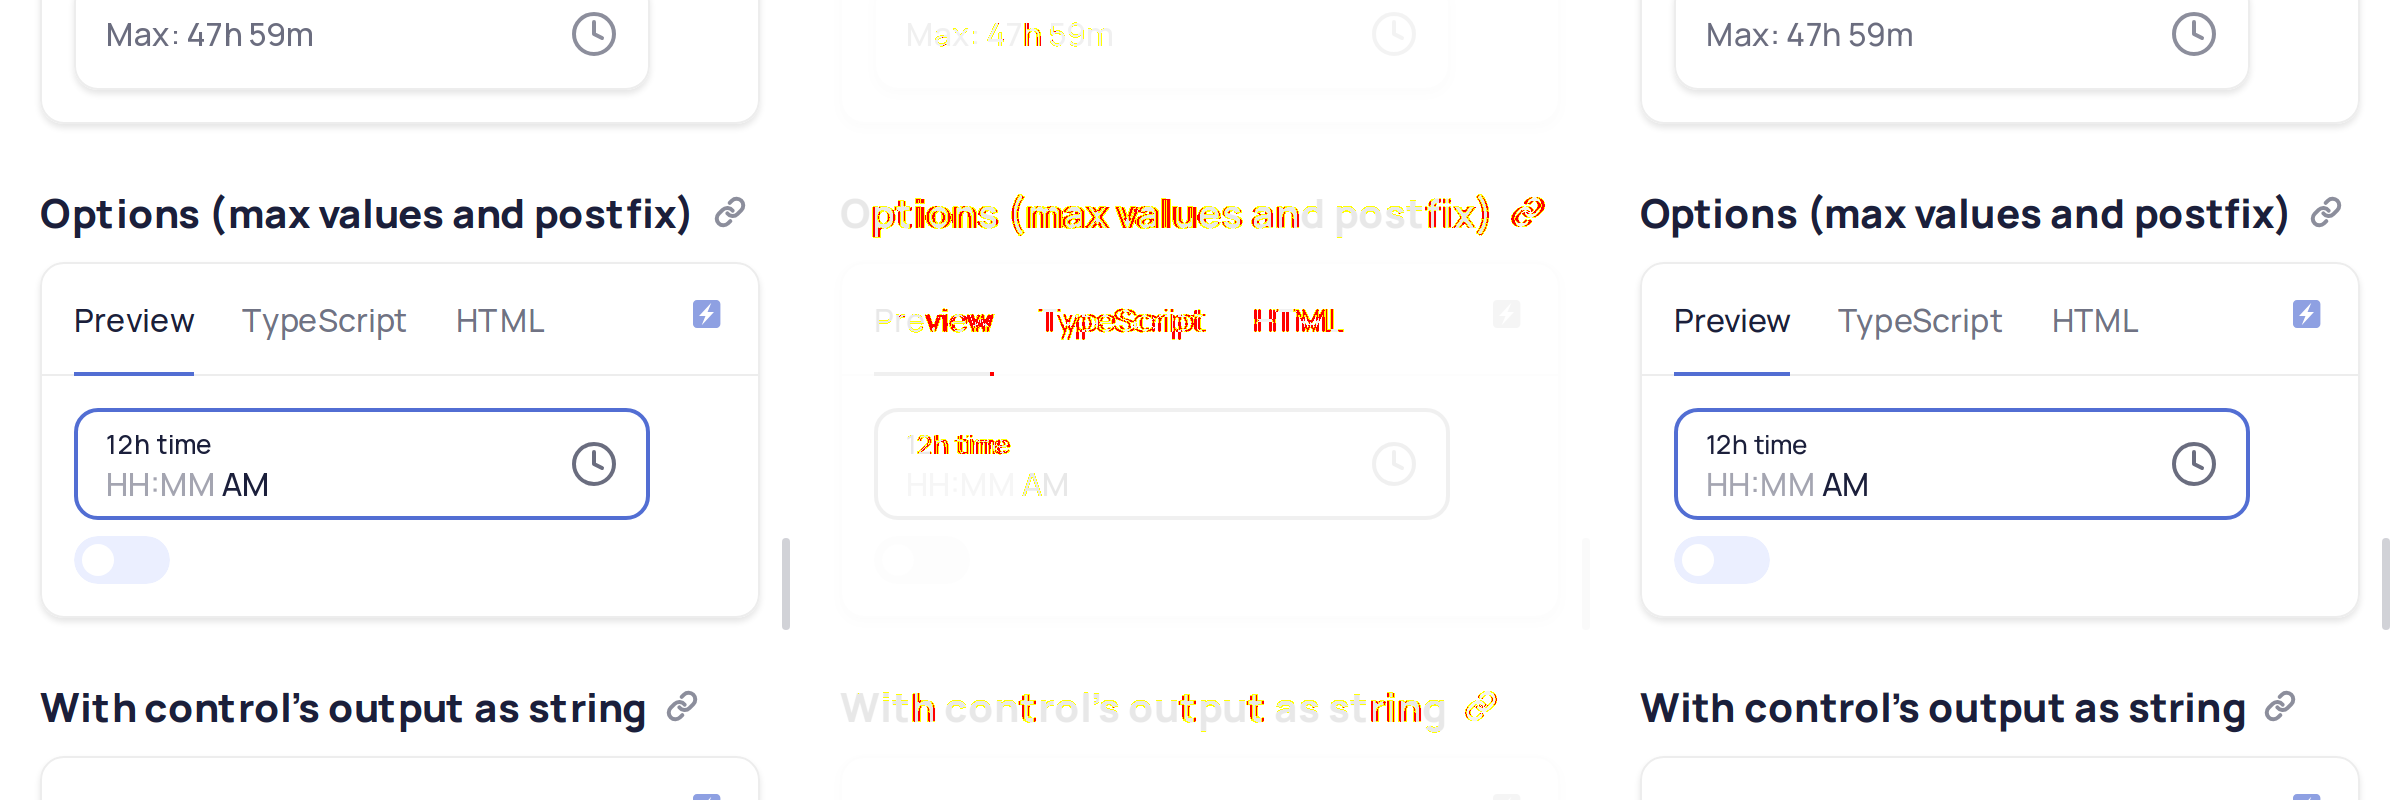 Max: 47h 59m
Max: 47h 59m
Max: 47h 59m
Options (max values and postfix)
Options (max values and postfix)
Options (max values and postfix)
Preview TypeScript HTML
Preview TypeScript HTML
Preview TypeScript HTML
12h time
HH:MM AM
12h time
HH:MM AM
12h time
HH:MM AM
With control’s output as string
With control’s output as string
With control’s output as string